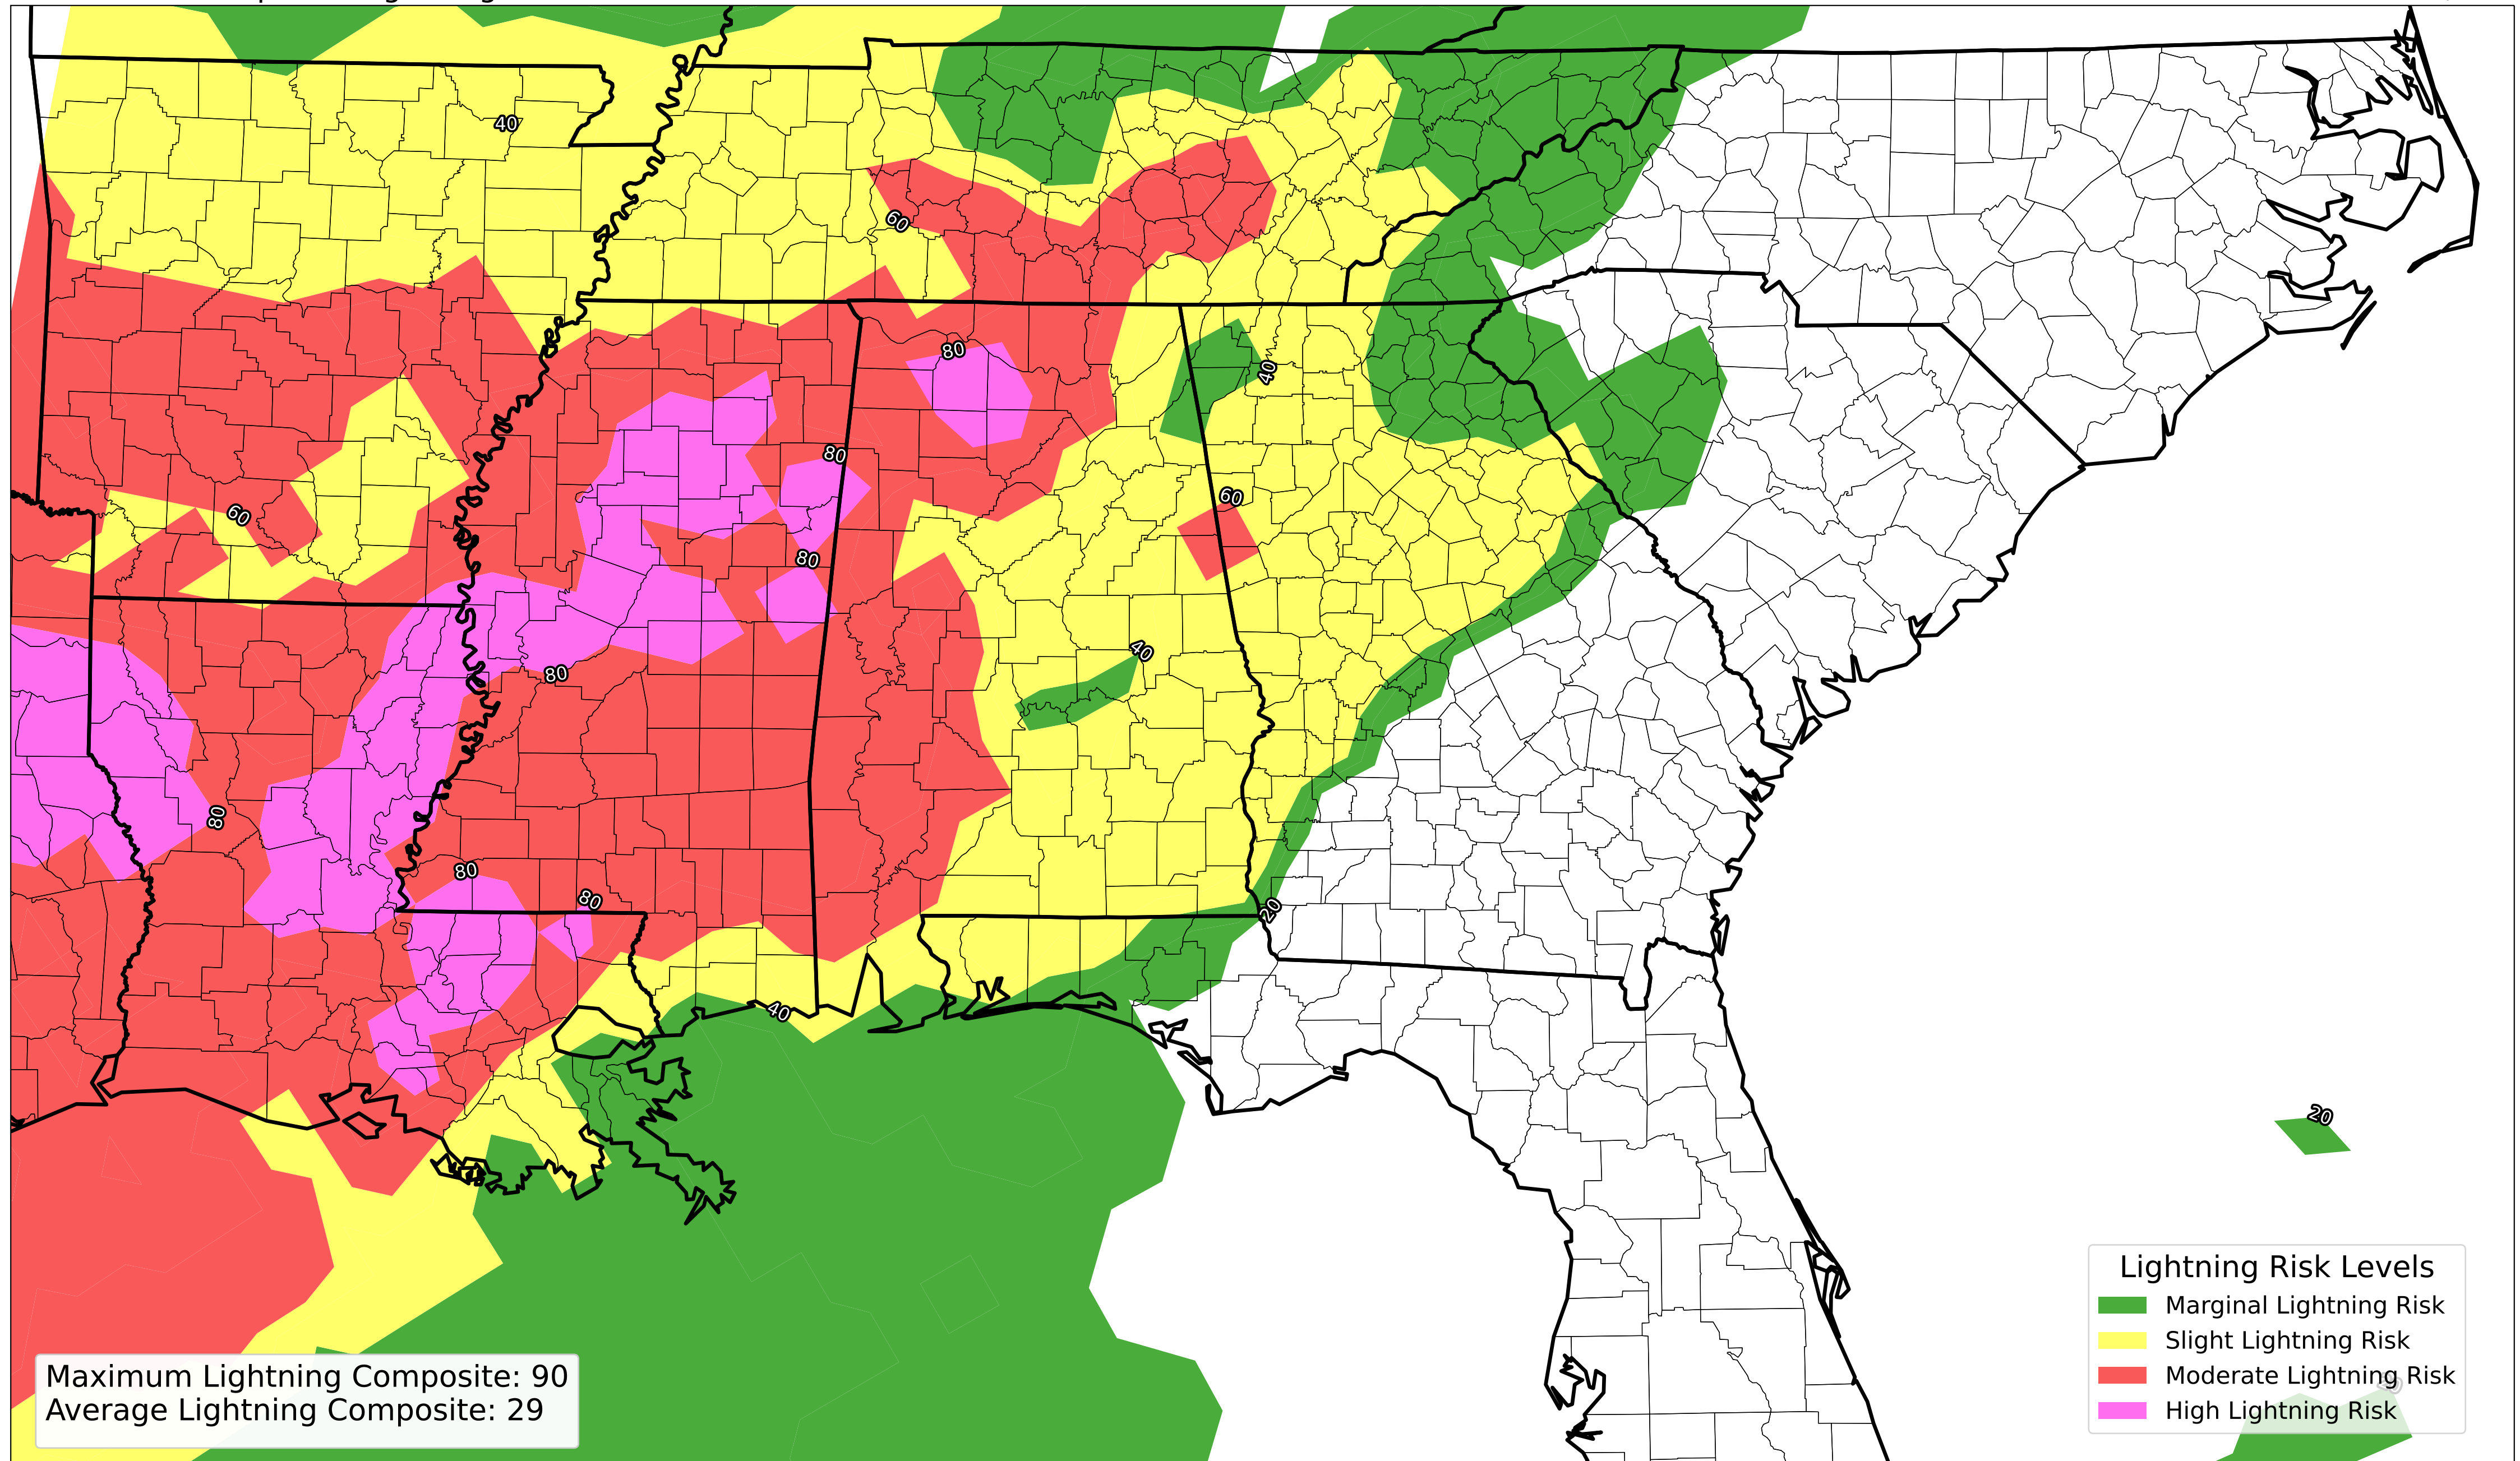 40
60
80
40
80
60
60
80
40
80
80
80
80
20
40
20
Lightning Risk Levels
Marginal Lightning Risk
Slight Lightning Risk
Moderate Lightning Risk
High Lightning Risk
Maximum Lightning Composite: 90
Average Lightning Composite: 29